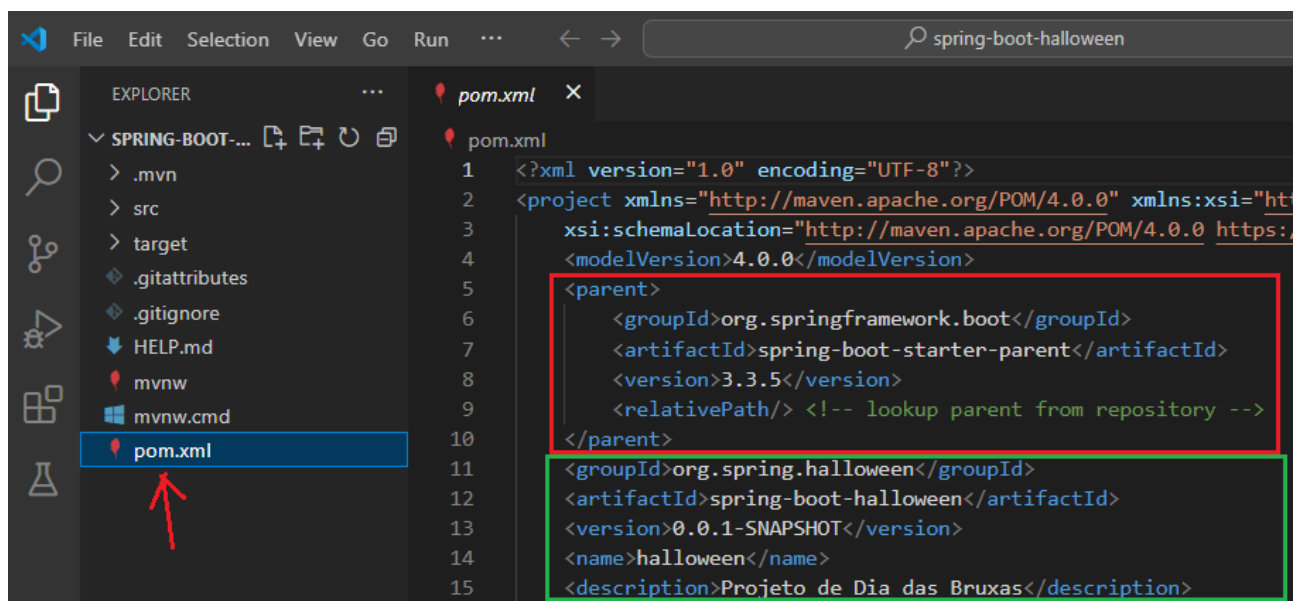 File Edit Selection View Go Run ··· ← → spring-boot-halloween
EXPLORER ···
SPRING-BOOT-...
.mvn
src
target
.gitattributes
.gitignore
HELP.md
mvnw
mvnw.cmd
pom.xml
pom.xml ×
pom.xml
1 <?xml version="1.0" encoding="UTF-8"?>
2 <project xmlns="http://maven.apache.org/POM/4.0.0" xmlns:xsi="htt
3 xsi:schemaLocation="http://maven.apache.org/POM/4.0.0 https:/
4 <modelVersion>4.0.0</modelVersion>
5 <parent>
6 <groupId>org.springframework.boot</groupId>
7 <artifactId>spring-boot-starter-parent</artifactId>
8 <version>3.3.5</version>
9 <relativePath/> <!-- lookup parent from repository -->
10 </parent>
11 <groupId>org.spring.halloween</groupId>
12 <artifactId>spring-boot-halloween</artifactId>
13 <version>0.0.1-SNAPSHOT</version>
14 <name>halloween</name>
15 <description>Projeto de Dia das Bruxas</description>